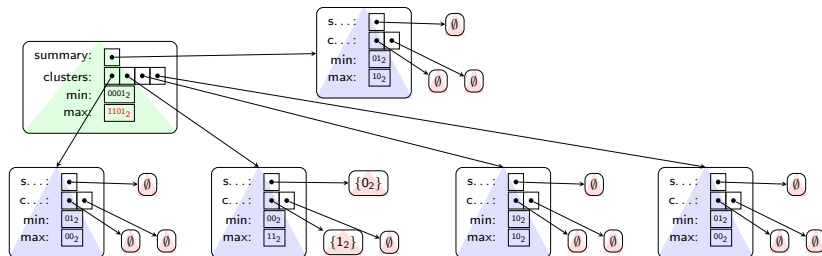 s...: ∅
c...: ∅ ∅
min: 01₂
max: 10₂
summary:
clusters:
min: 0001₂
max: 1101₂
s...: ∅
c...: ∅ ∅
min: 01₂
max: 00₂
s...: {0₂}
c...: {1₂} ∅
min: 00₂
max: 11₂
s...: ∅
c...: ∅ ∅
min: 10₂
max: 10₂
s...: ∅
c...: ∅ ∅
min: 01₂
max: 00₂